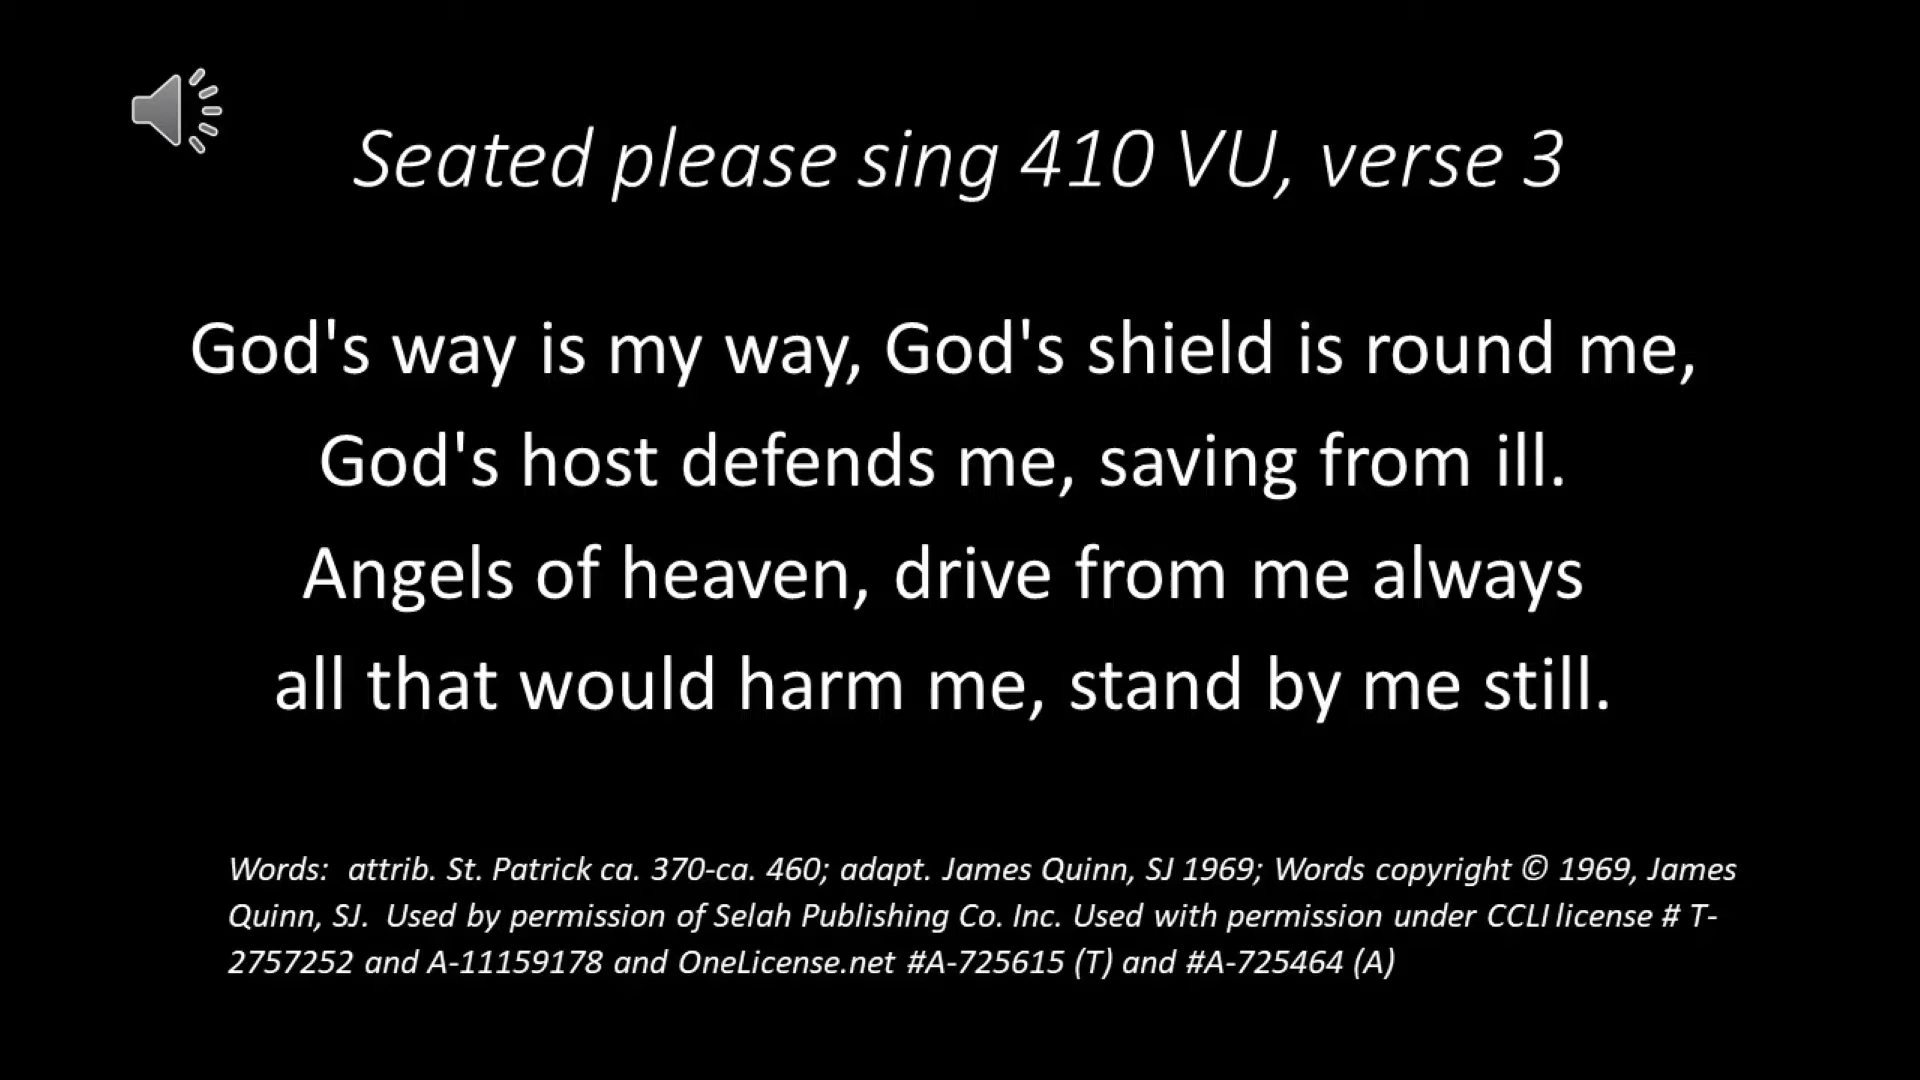 Seated please sing 410 VU, verse 3
God's way is my way, God's shield is round me,
God's host defends me, saving from ill.
Angels of heaven, drive from me always
all that would harm me, stand by me still.
Words:  attrib. St. Patrick ca. 370-ca. 460; adapt. James Quinn, SJ 1969; Words copyright © 1969, James
Quinn, SJ.  Used by permission of Selah Publishing Co. Inc. Used with permission under CCLI license # T-
2757252 and A-11159178 and OneLicense.net #A-725615 (T) and #A-725464 (A)